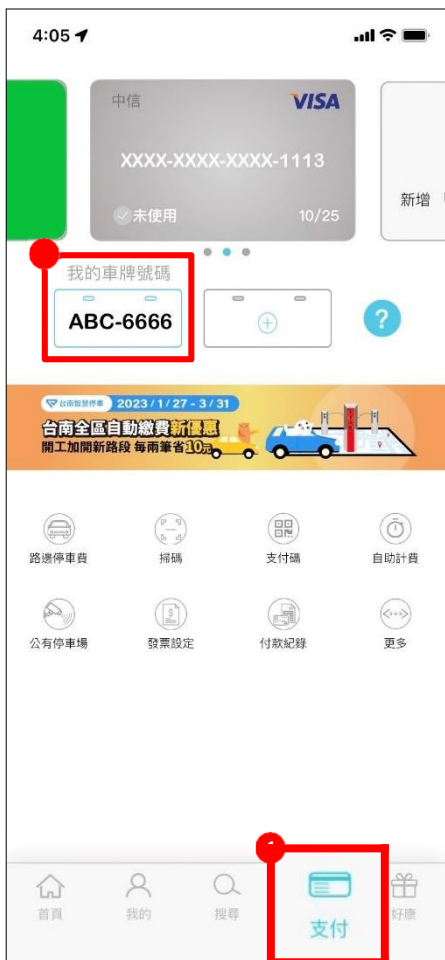 4:05
中信 VISA
XXXX-XXXX-XXXX-1113
未使用 10/25
新增
我的車牌號碼
ABC-6666
?
台南智慧停車 2023/1/27-3/31
台南全區自動繳費新優惠
開工加開新路段 每兩筆省10元
路邊停車費 掃碼 支付碼 自助計費
公有停車場 發票設定 付款紀錄 更多
1
首頁 我的 搜尋 支付 好康